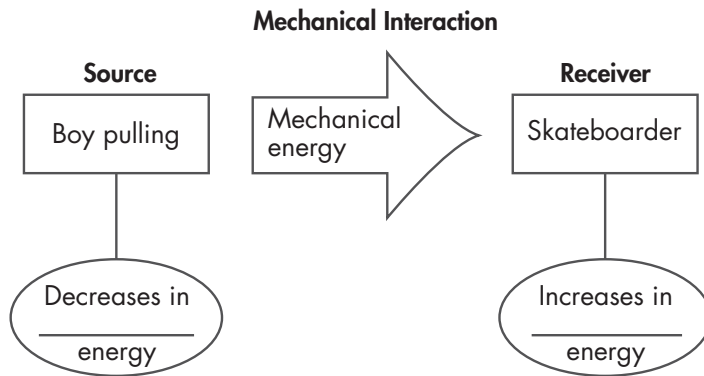 Mechanical Interaction
Source
Receiver
Boy pulling
Mechanical
energy
Skateboarder
Decreases in
energy
Increases in
energy